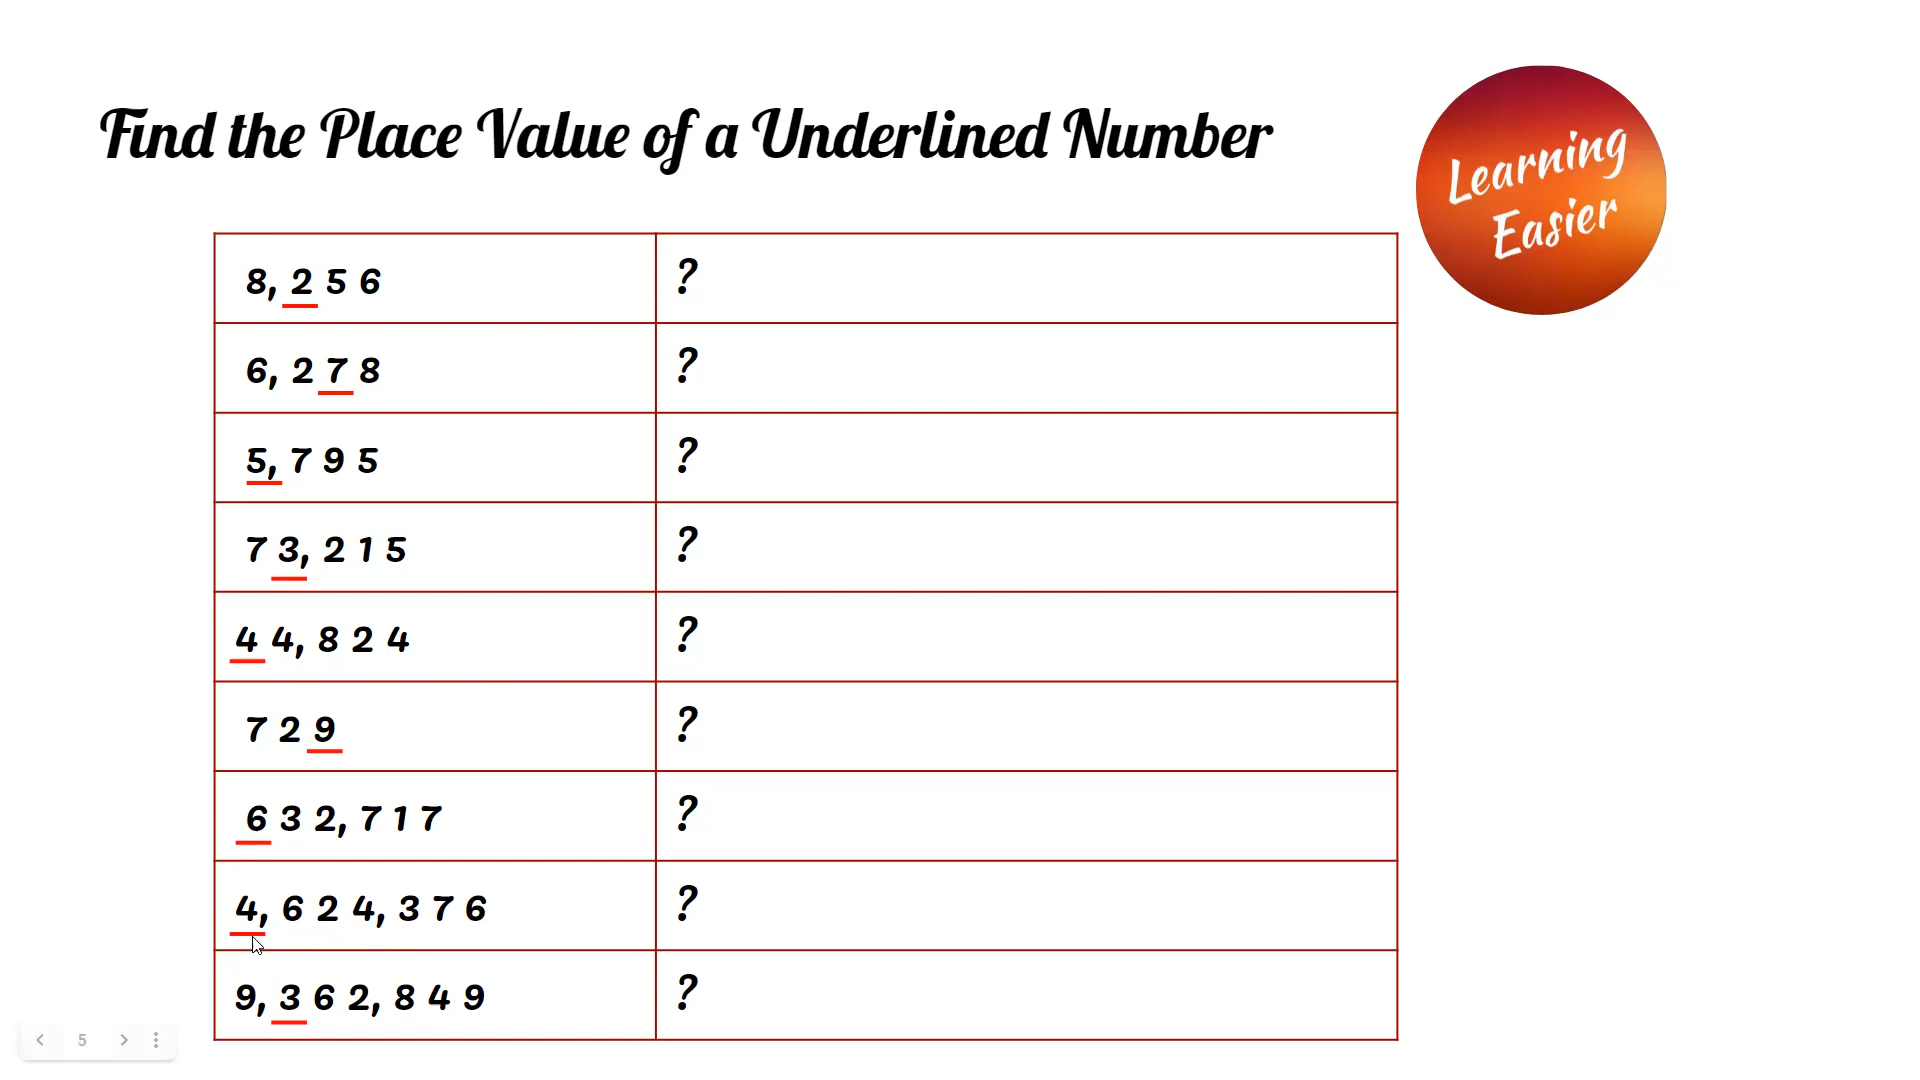 Find the Place Value of a Underlined Number
Learning
Easier
8, 2 5 6 ?
6, 2 7 8 ?
5, 7 9 5 ?
7 3, 2 1 5 ?
4 4, 8 2 4 ?
7 2 9 ?
6 3 2, 7 1 7 ?
4, 6 2 4, 3 7 6 ?
9, 3 6 2, 8 4 9 ?
5